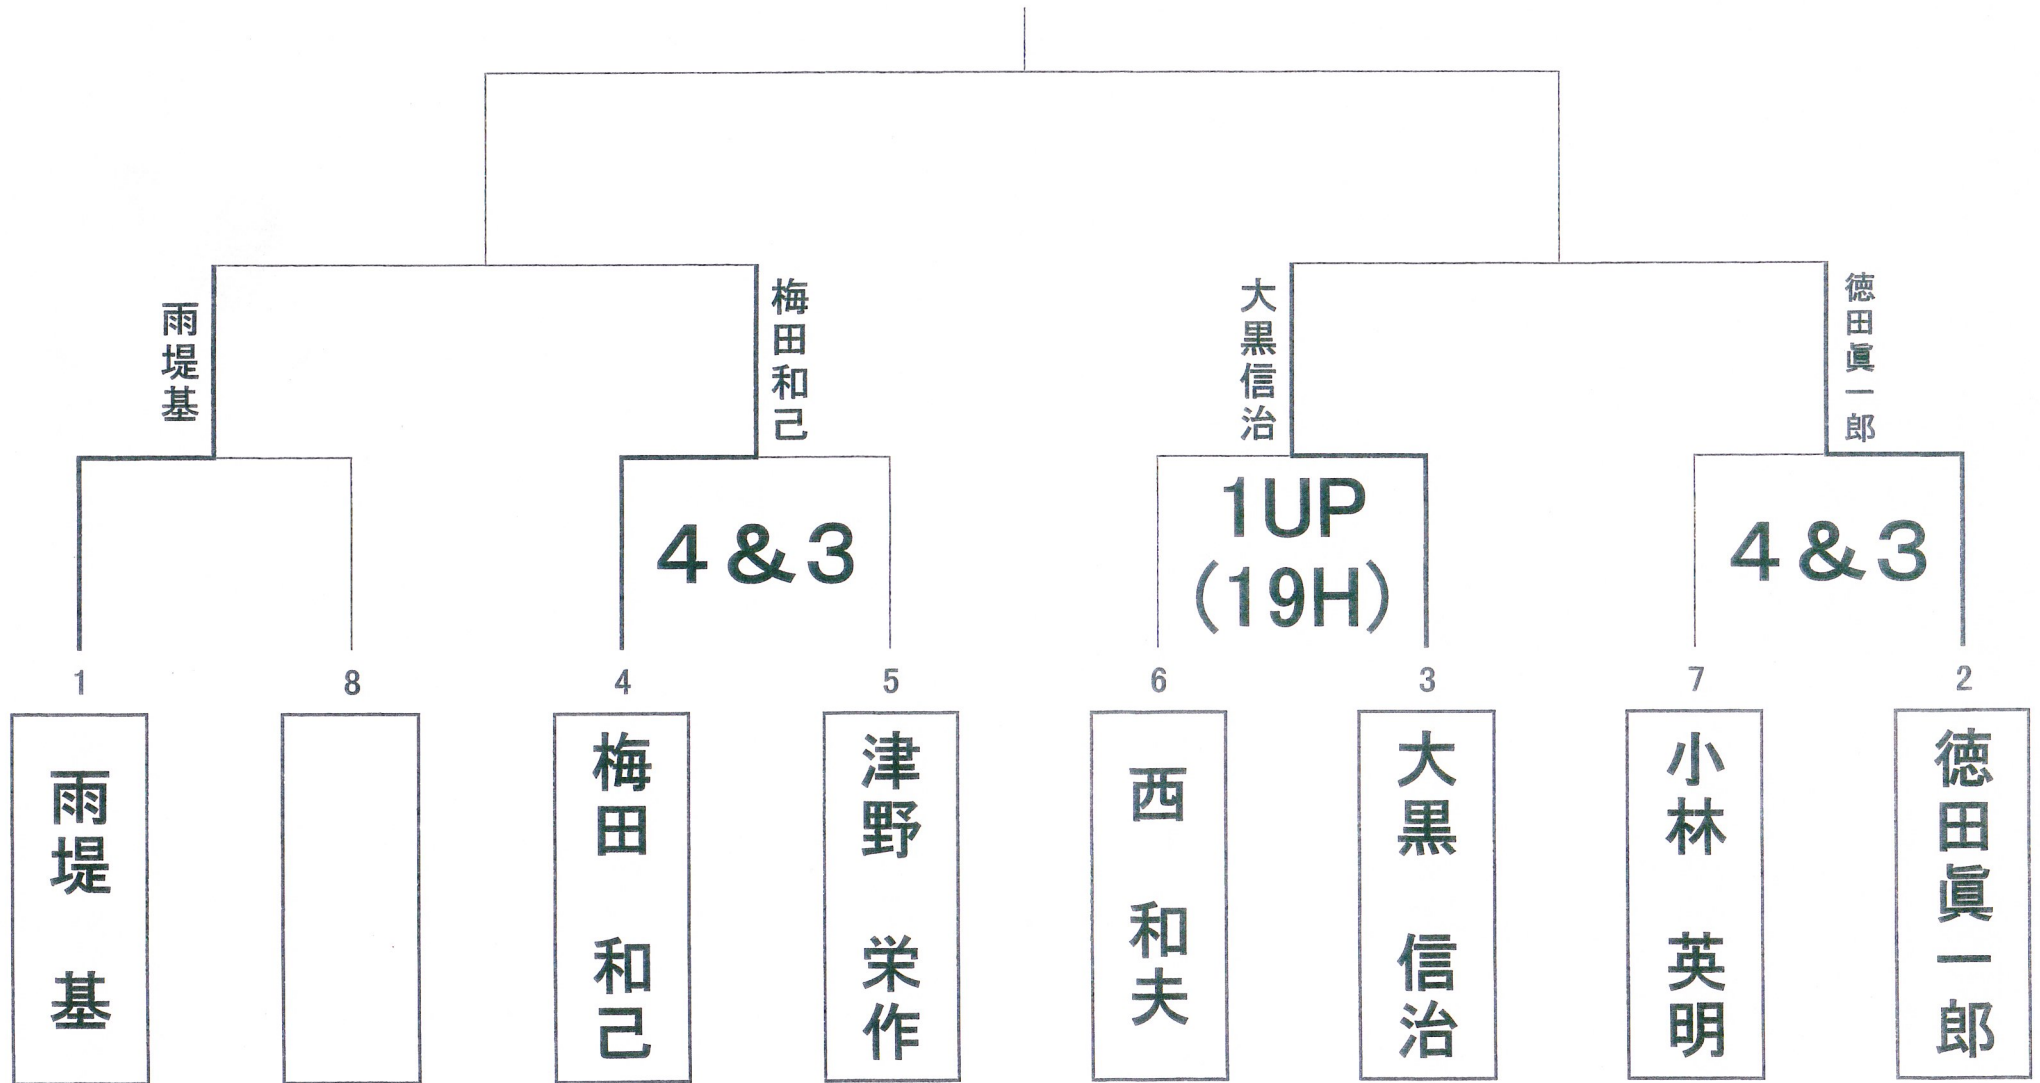 雨堤基
梅田和己
大黒信治
徳田眞一郎
4&3
1UP
(19H)
4&3
1
8
4
5
6
3
7
2
雨堤 基
梅田 和己
津野 栄作
西 和夫
大黒 信治
小林 英明
徳田眞一郎